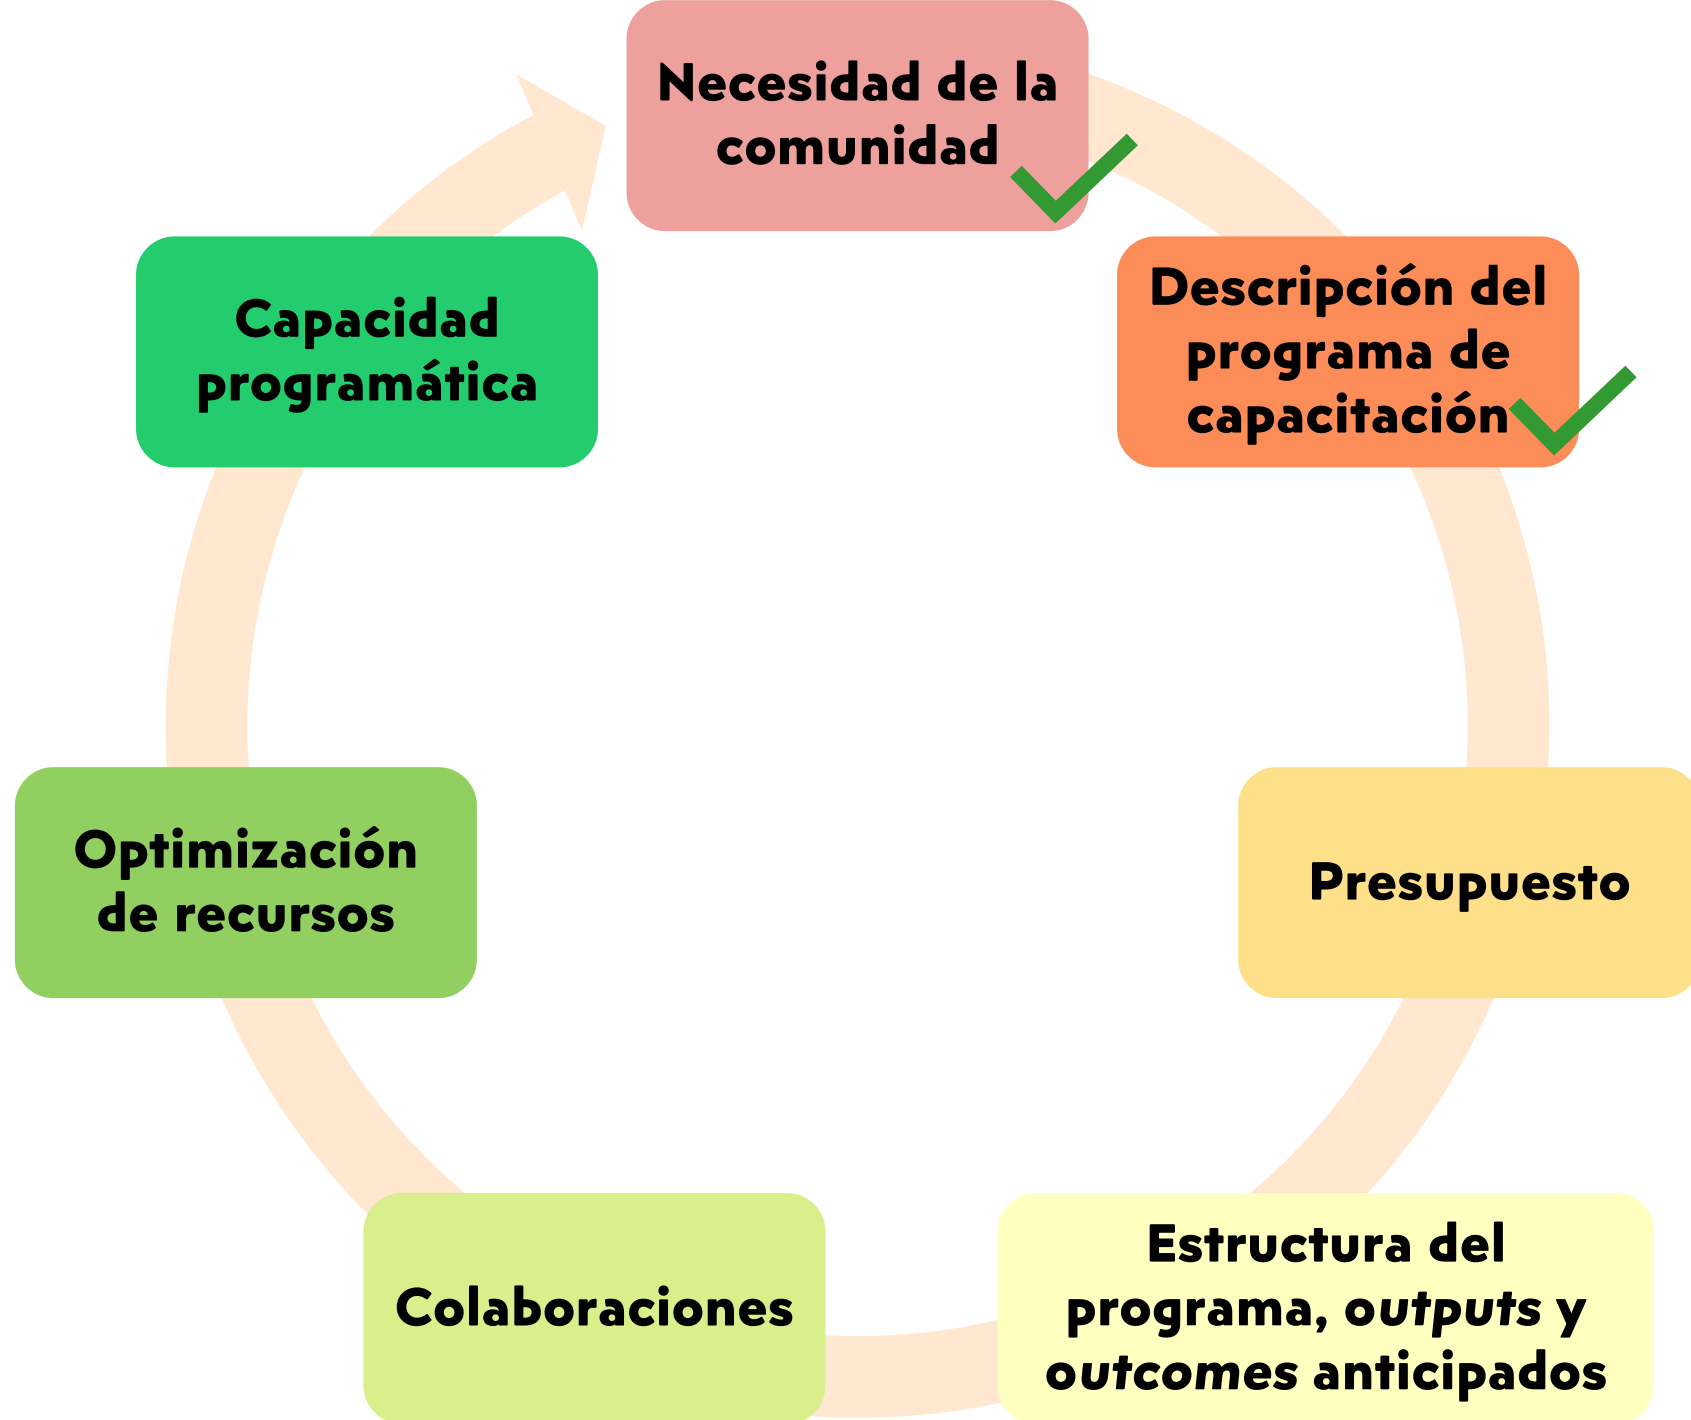 Necesidad de la
comunidad
Descripción del
programa de
capacitación
Presupuesto
Estructura del
programa, outputs y
outcomes anticipados
Colaboraciones
Optimización
de recursos
Capacidad
programática